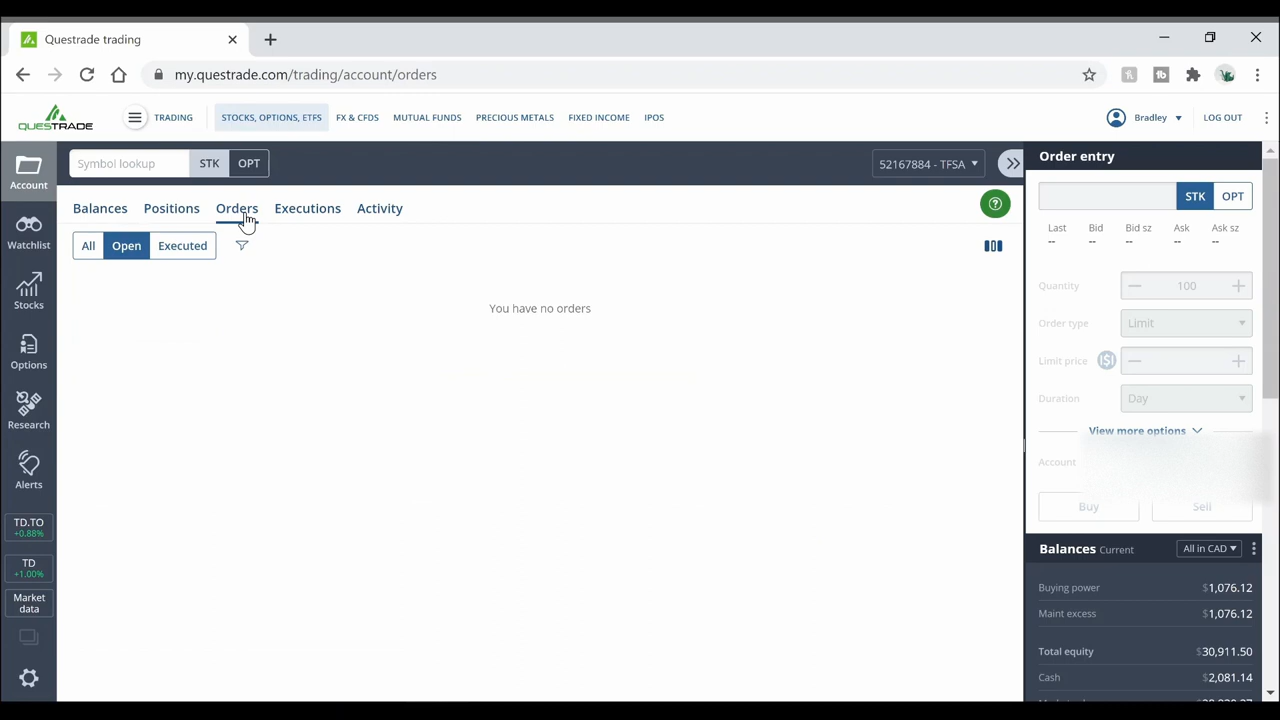 Questrade trading
my.questrade.com/trading/account/orders
QUESTRADE
TRADING
STOCKS, OPTIONS, ETFS
FX & CFDS
MUTUAL FUNDS
PRECIOUS METALS
FIXED INCOME
IPOS
Bradley
LOG OUT
Account
Watchlist
Stocks
Options
Research
Alerts
TD.TO
+0.88%
TD
+1.00%
Market
data
Symbol lookup
STK
OPT
52167884 - TFSA
Balances
Positions
Orders
Executions
Activity
All
Open
Executed
You have no orders
Order entry
STK
OPT
Last
Bid
Bid sz
Ask
Ask sz
--
--
--
--
--
Quantity
100
Order type
Limit
Limit price
Duration
Day
View more options
Account
Buy
Sell
Balances Current
All in CAD
Buying power
$1,076.12
Maint excess
$1,076.12
Total equity
$30,911.50
Cash
$2,081.14